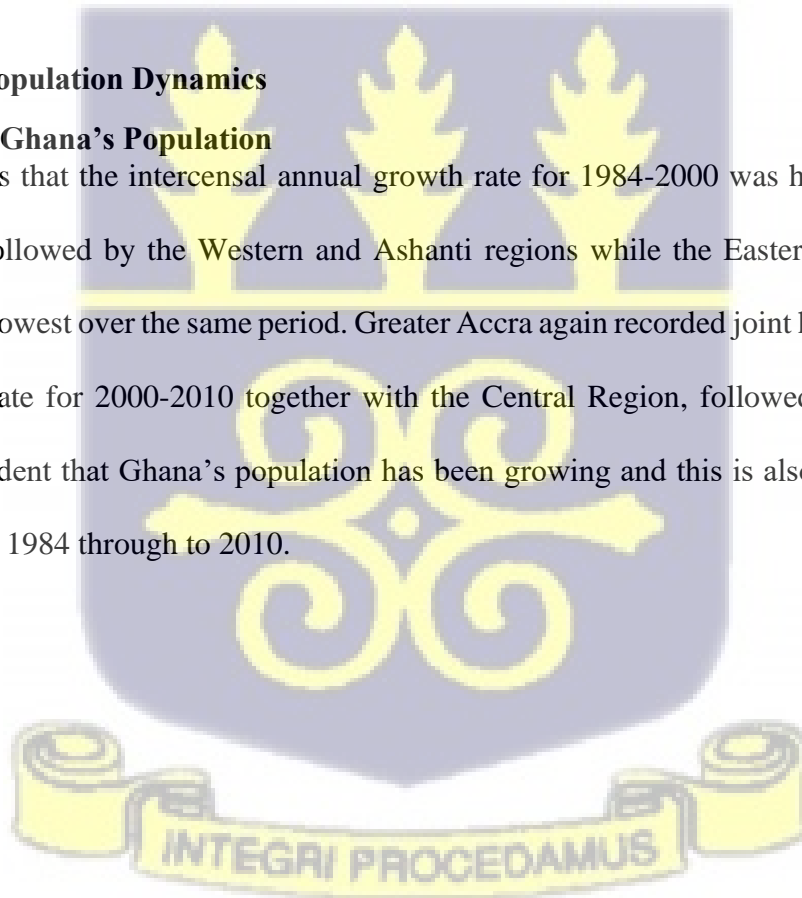 opulation Dynamics
Ghana’s Population
s that the intercensal annual growth rate for 1984-2000 was h
ollowed by the Western and Ashanti regions while the Easter
owest over the same period. Greater Accra again recorded joint
ate for 2000-2010 together with the Central Region, followed
dent that Ghana’s population has been growing and this is also
1984 through to 2010.
INTEGRI PROCEDAMUS